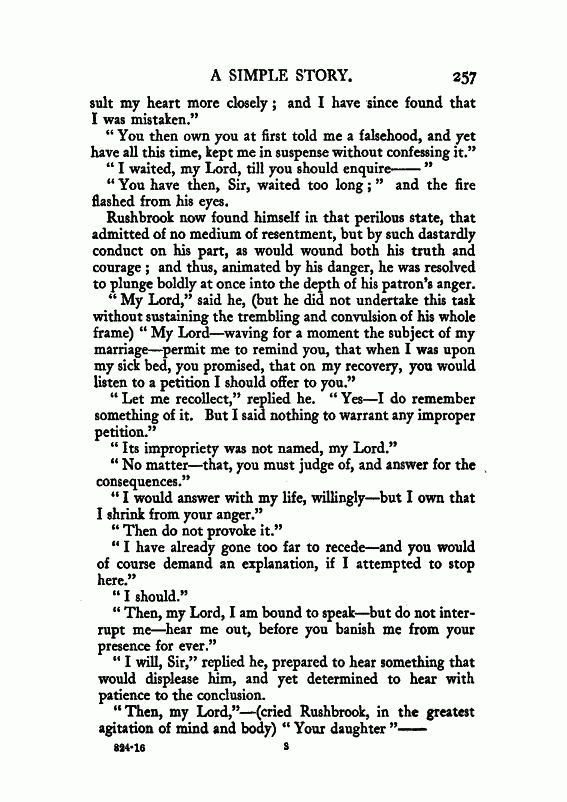 A SIMPLE STORY. 257
sult my heart more closely; and I have since found that
I was mistaken.”
“ You then own you at first told me a falsehood, and yet
have all this time, kept me in suspense without confessing it.”
“ I waited, my Lord, till you should enquire—— ”
“ You have then, Sir, waited too long; ” and the fire
flashed from his eyes.
Rushbrook now found himself in that perilous state, that
admitted of no medium of resentment, but by such dastardly
conduct on his part, as would wound both his truth and
courage; and thus, animated by his danger, he was resolved
to plunge boldly at once into the depth of his patron’s anger.
“ My Lord,” said he, (but he did not undertake this task
without sustaining the trembling and convulsion of his whole
frame) “ My Lord—waving for a moment the subject of my
marriage—permit me to remind you, that when I was upon
my sick bed, you promised, that on my recovery, you would
listen to a petition I should offer to you.”
“ Let me recollect,” replied he. “ Yes—I do remember
something of it. But I said nothing to warrant any improper
petition.”
“ Its impropriety was not named, my Lord.”
“ No matter—that, you must judge of, and answer for the
consequences.”
“ I would answer with my life, willingly—but I own that
I shrink from your anger.”
“ Then do not provoke it.”
“ I have already gone too far to recede—and you would
of course demand an explanation, if I attempted to stop
here.”
“ I should.”
“ Then, my Lord, I am bound to speak—but do not inter-
rupt me—hear me out, before you banish me from your
presence for ever.”
“ I will, Sir,” replied he, prepared to hear something that
would displease him, and yet determined to hear with
patience to the conclusion.
“ Then, my Lord,”—(cried Rushbrook, in the greatest
agitation of mind and body) “ Your daughter ”——
824·16 S